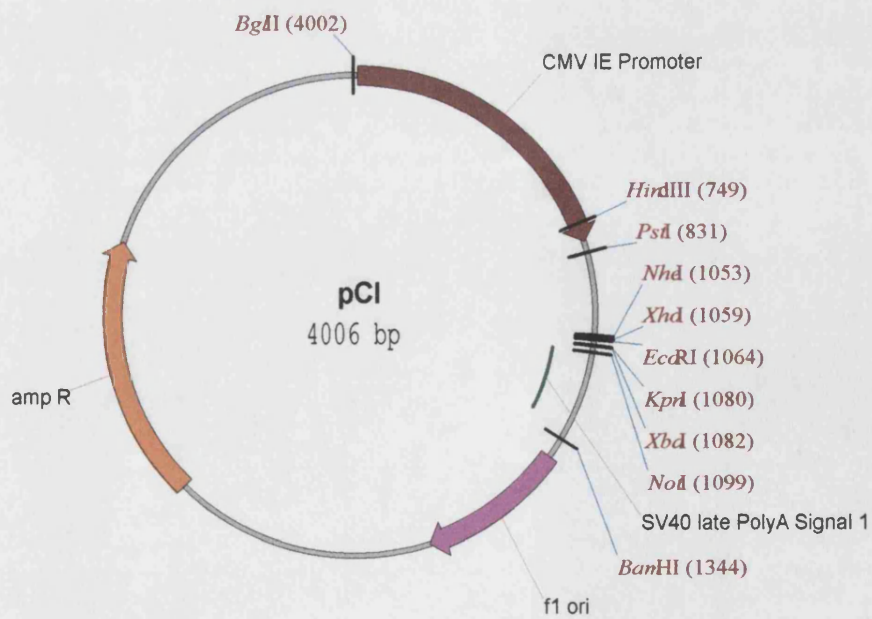 BglII (4002)
CMV IE Promoter
HindIII (749)
PstI (831)
NheI (1053)
XhoI (1059)
EcoRI (1064)
KpnI (1080)
XbaI (1082)
NotI (1099)
SV40 late PolyA Signal 1
BamHI (1344)
f1 ori
amp R
pCI
4006 bp